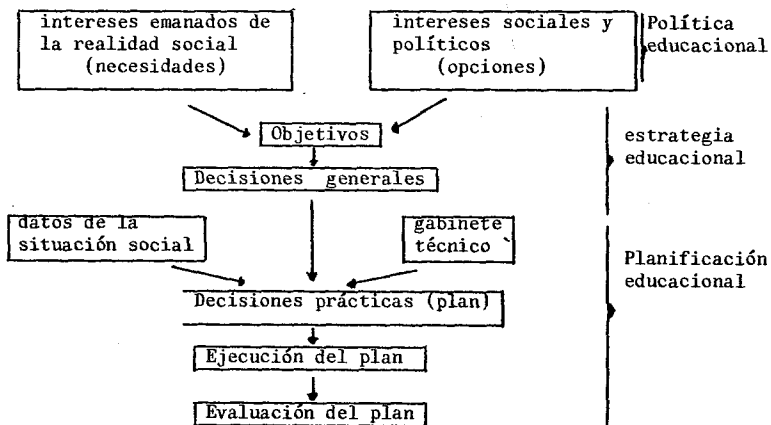 intereses emanados de
la realidad social
(necesidades)
intereses sociales y
políticos
(opciones)
Política
educacional
Objetivos
Decisiones generales
estrategia
educacional
datos de la
situación social
gabinete
técnico
Planificación
educacional
Decisiones prácticas (plan)
Ejecución del plan
Evaluación del plan